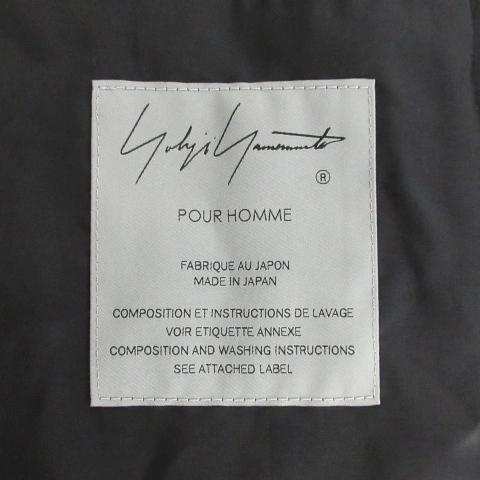 Yohji Yamamoto
®
POUR HOMME
FABRIQUE AU JAPON
MADE IN JAPAN
COMPOSITION ET INSTRUCTIONS DE LAVAGE
VOIR ETIQUETTE ANNEXE
COMPOSITION AND WASHING INSTRUCTIONS
SEE ATTACHED LABEL